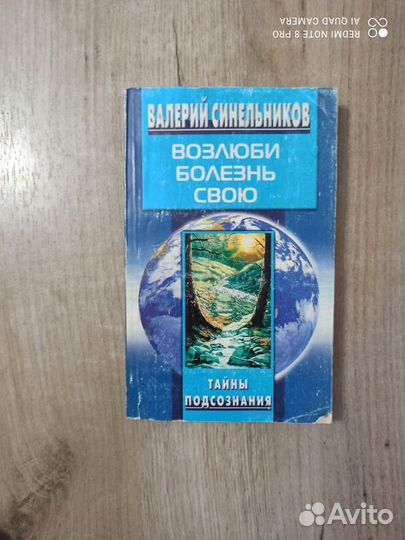 REDMI NOTE 8 PRO
AI QUAD CAMERA
ВАЛЕРИЙ СИНЕЛЬНИКОВ
ВОЗЛЮБИ
БОЛЕЗНЬ
СВОЮ
ТАЙНЫ
ПОДСОЗНАНИЯ
Avito